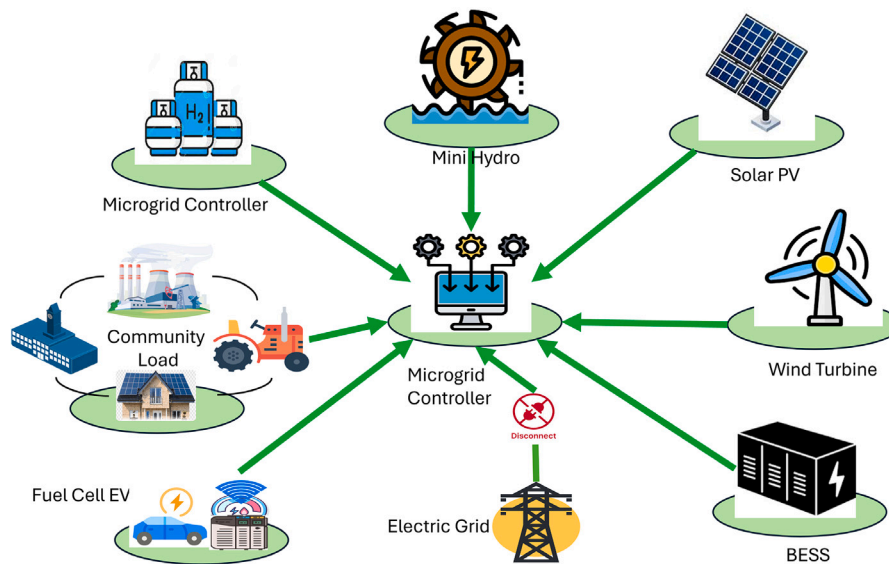 H₂
Mini Hydro
Solar PV
Microgrid Controller
Community
Load
Microgrid
Controller
Wind Turbine
Disconnect
Fuel Cell EV
Electric Grid
BESS